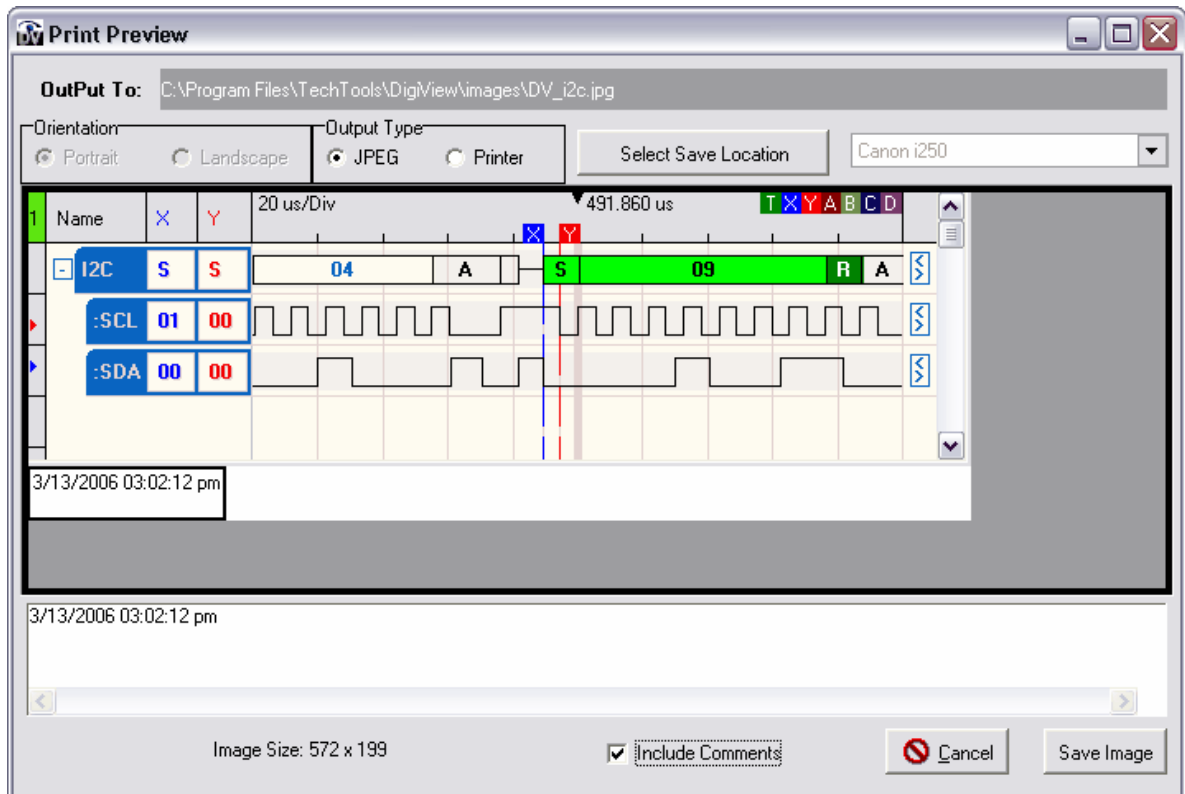 DV Print Preview
OutPut To: C:\Program Files\TechTools\DigiView\images\DV_i2c.jpg
Orientation
Portrait Landscape
Output Type
JPEG Printer
Select Save Location
Canon i250
1 Name X Y 20 us/Div 491.860 us T X Y A B C D
X Y
I2C S S 04 A S 09 R A
:SCL 01 00
:SDA 00 00
3/13/2006 03:02:12 pm
3/13/2006 03:02:12 pm
Image Size: 572 x 199
Include Comments
Cancel
Save Image